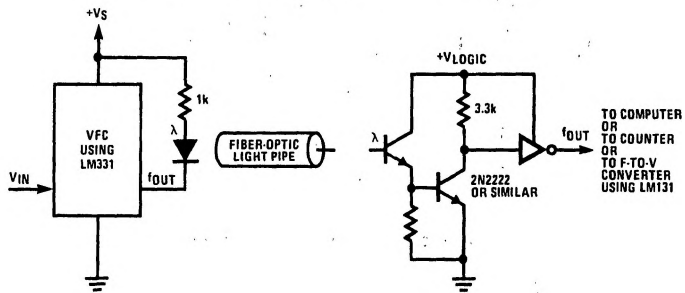 +VS
1k
λ
VFC
USING
LM331
VIN
fOUT
FIBER-OPTIC
LIGHT PIPE
+VLOGIC
3.3k
λ
2N2222
OR SIMILAR
fOUT
TO COMPUTER
OR
TO COUNTER
OR
TO F-TO-V
CONVERTER
USING LM131